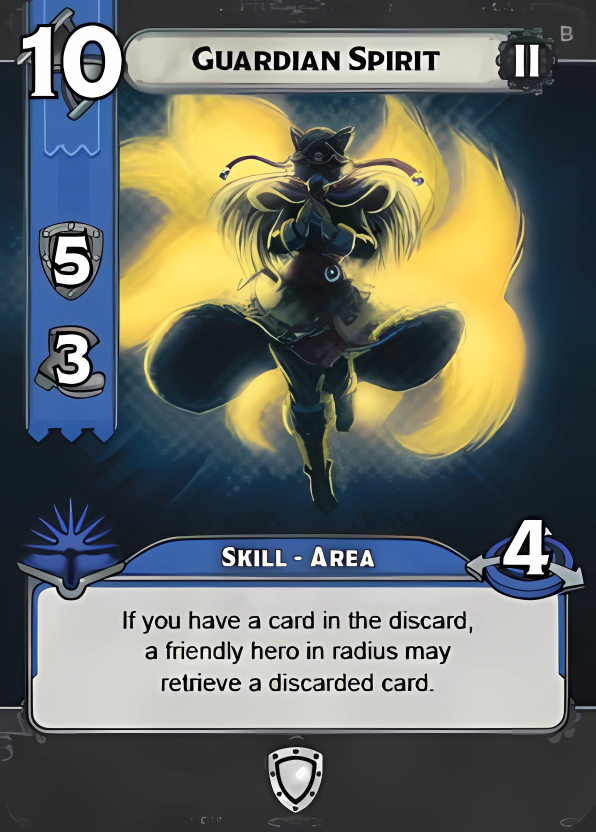 10
GUARDIAN SPIRIT
II
B
5
3
SKILL - AREA
4
If you have a card in the discard,
a friendly hero in radius may
retrieve a discarded card.